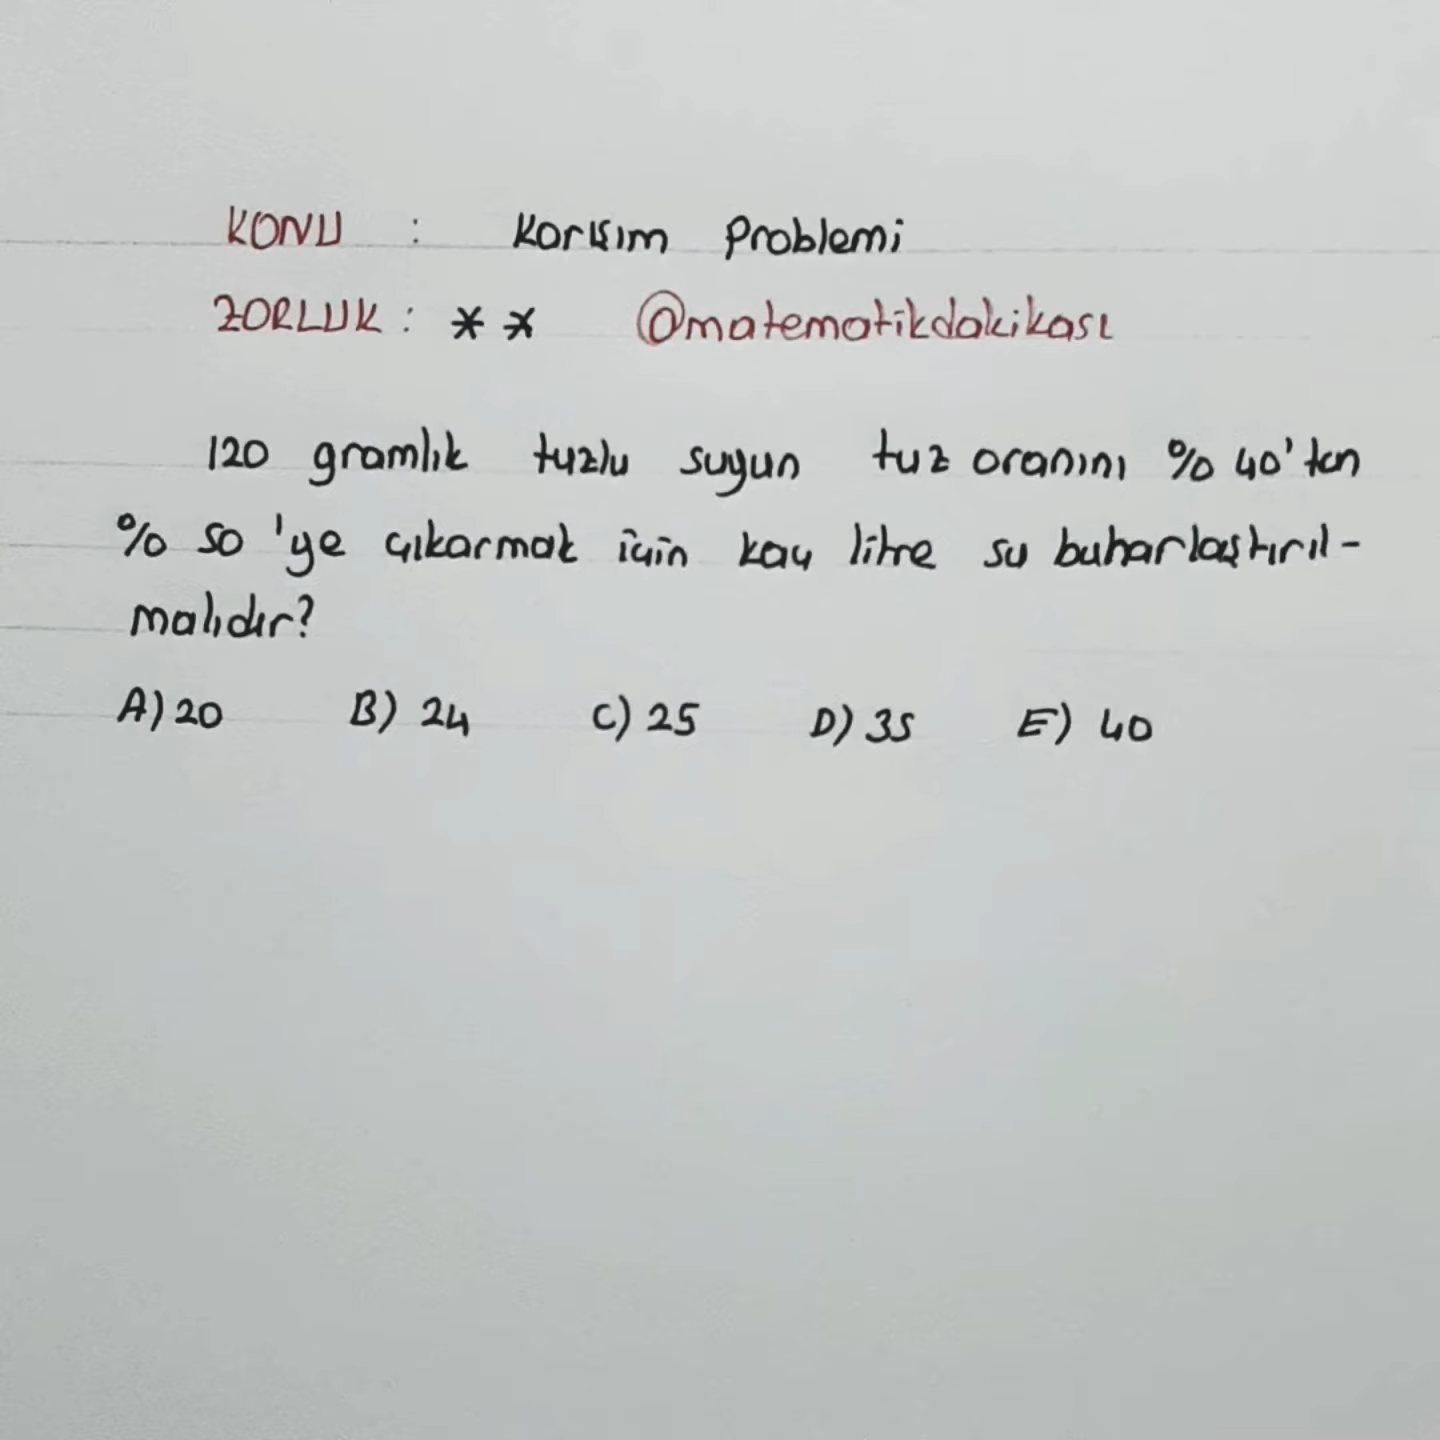 KONU : Karışım Problemi
ZORLUK : * * @matematikdakikası
120 gramlık tuzlu suyun tuz oranını % 40'tan
% 50'ye çıkarmak için kaç litre su buharlaştırıl-
malıdır?
A) 20 B) 24 C) 25 D) 35 E) 40